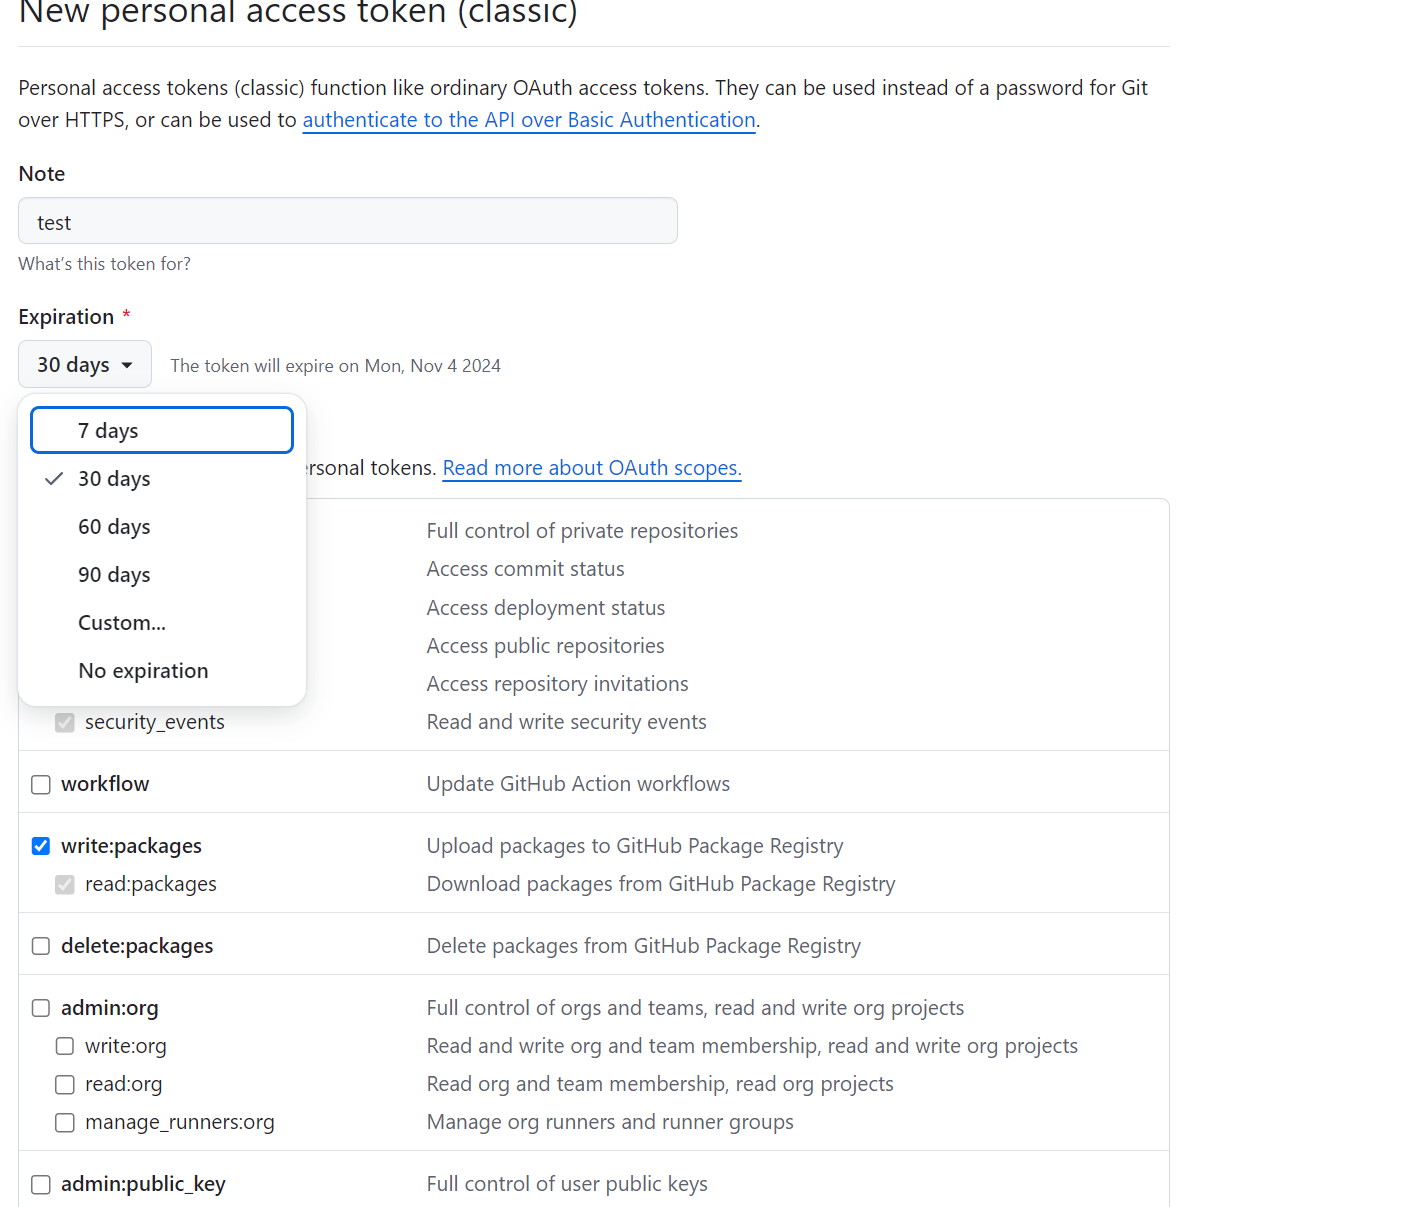 New personal access token (classic)
Personal access tokens (classic) function like ordinary OAuth access tokens. They can be used instead of a password for Git
over HTTPS, or can be used to authenticate to the API over Basic Authentication.
Note
test
What's this token for?
Expiration *
30 days The token will expire on Mon, Nov 4 2024
7 days
30 days
60 days
90 days
Custom...
No expiration
personal tokens. Read more about OAuth scopes.
Full control of private repositories
Access commit status
Access deployment status
Access public repositories
Access repository invitations
security_events Read and write security events
workflow Update GitHub Action workflows
write:packages Upload packages to GitHub Package Registry
read:packages Download packages from GitHub Package Registry
delete:packages Delete packages from GitHub Package Registry
admin:org Full control of orgs and teams, read and write org projects
write:org Read and write org and team membership, read and write org projects
read:org Read org and team membership, read org projects
manage_runners:org Manage org runners and runner groups
admin:public_key Full control of user public keys